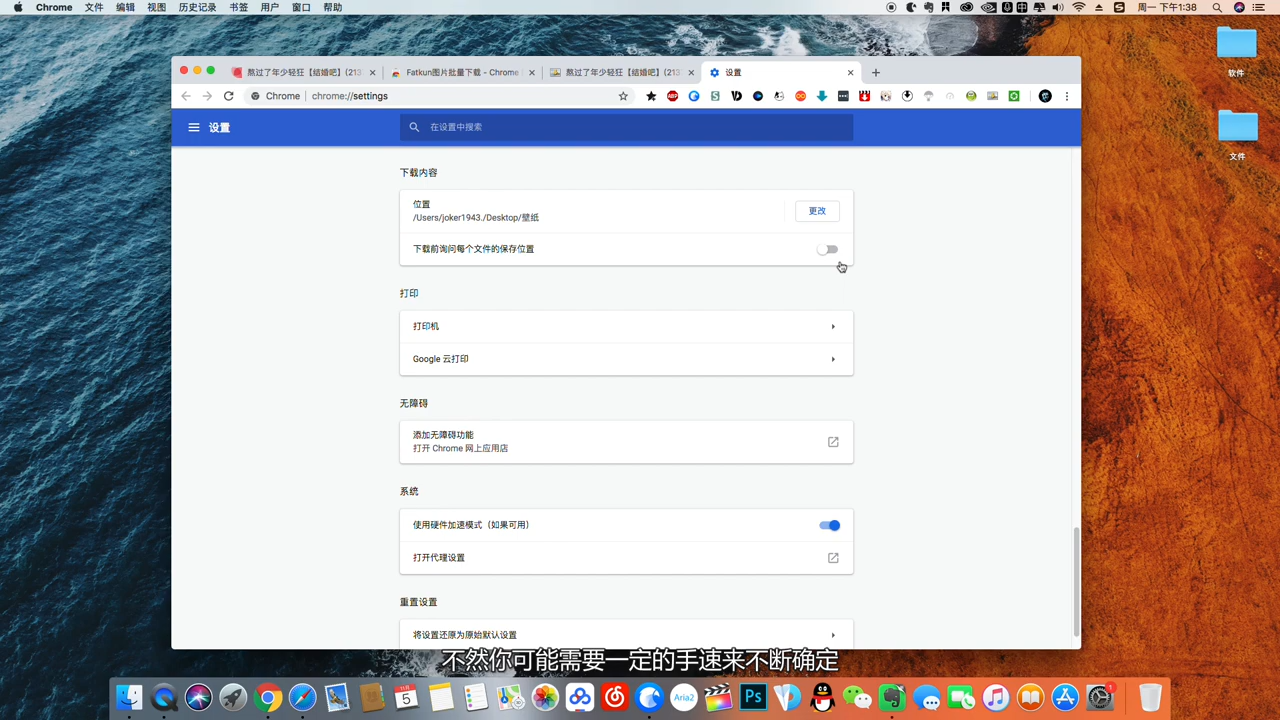 Chrome 文件 编辑 视图 历史记录 书签 用户 窗口 帮助
周一 下午1:38
熬过了年少轻狂【结婚吧】(213
Fatkun图片批量下载 - Chrome
熬过了年少轻狂【结婚吧】(213
设置
Chrome | chrome://settings
设置
在设置中搜索
软件
文件
下载内容
位置
/Users/joker1943./Desktop/壁纸
更改
下载前询问每个文件的保存位置
打印
打印机
Google 云打印
无障碍
添加无障碍功能
打开 Chrome 网上应用店
系统
使用硬件加速模式（如果可用）
打开代理设置
重置设置
将设置还原为原始默认设置
不然你可能需要一定的手速来不断确定
5
Aria2
Ps
1